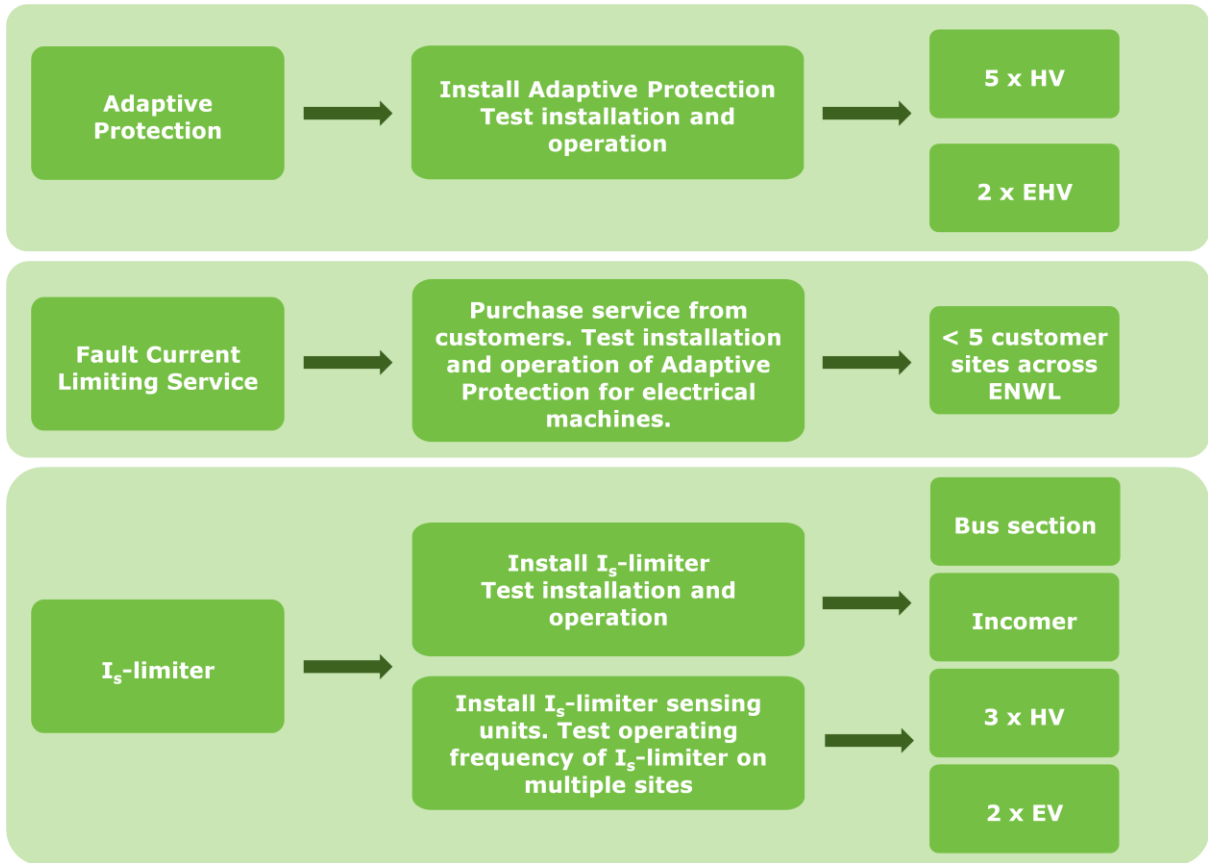 Adaptive
Protection
Install Adaptive Protection
Test installation and
operation
5 x HV
2 x EHV
Fault Current
Limiting Service
Purchase service from
customers. Test installation
and operation of Adaptive
Protection for electrical
machines.
< 5 customer
sites across
ENWL
Is-limiter
Install Is-limiter
Test installation and
operation
Install Is-limiter sensing
units. Test operating
frequency of Is-limiter on
multiple sites
Bus section
Incomer
3 x HV
2 x EV